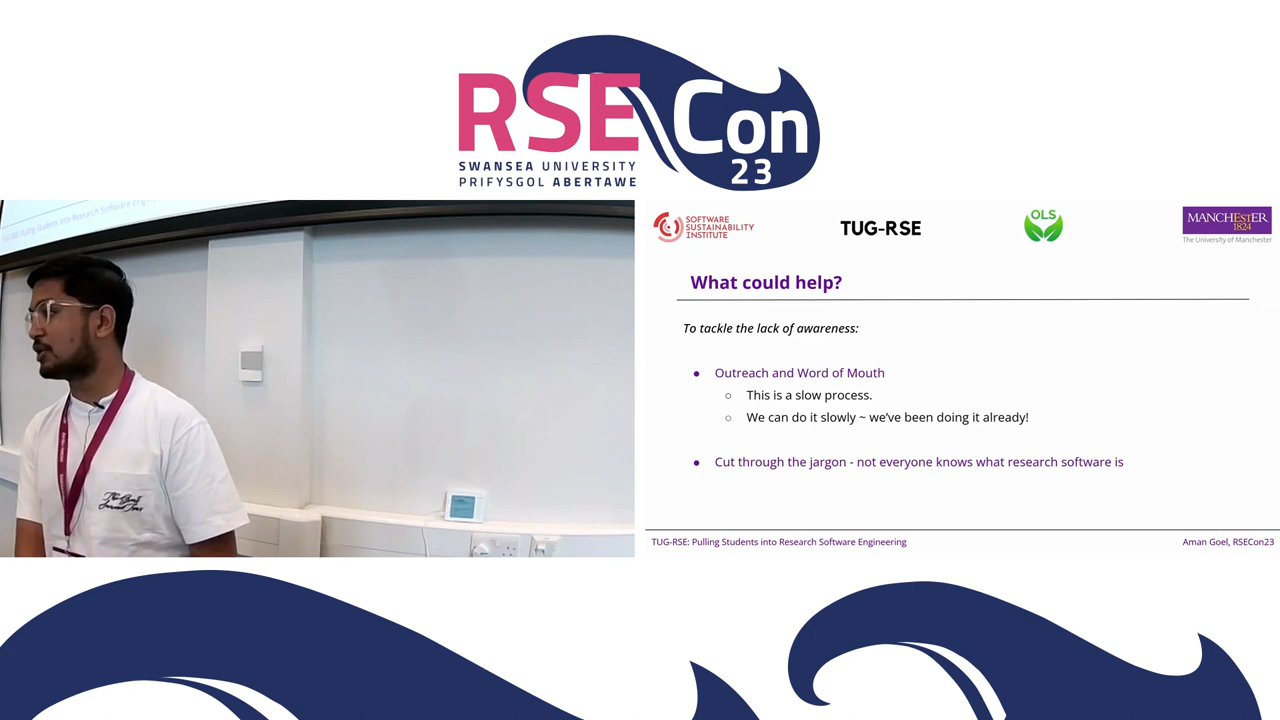 RSE Con
23
SWANSEA UNIVERSITY
PRIFYSGOL ABERTAWE
SOFTWARE
SUSTAINABILITY
INSTITUTE
TUG-RSE
OLS
MANCHESTER
1824
The University of Manchester
What could help?
To tackle the lack of awareness:
● Outreach and Word of Mouth
○ This is a slow process.
○ We can do it slowly ~ we've been doing it already!
● Cut through the jargon - not everyone knows what research software is
TUG-RSE: Pulling Students into Research Software Engineering
Aman Goel, RSECon23